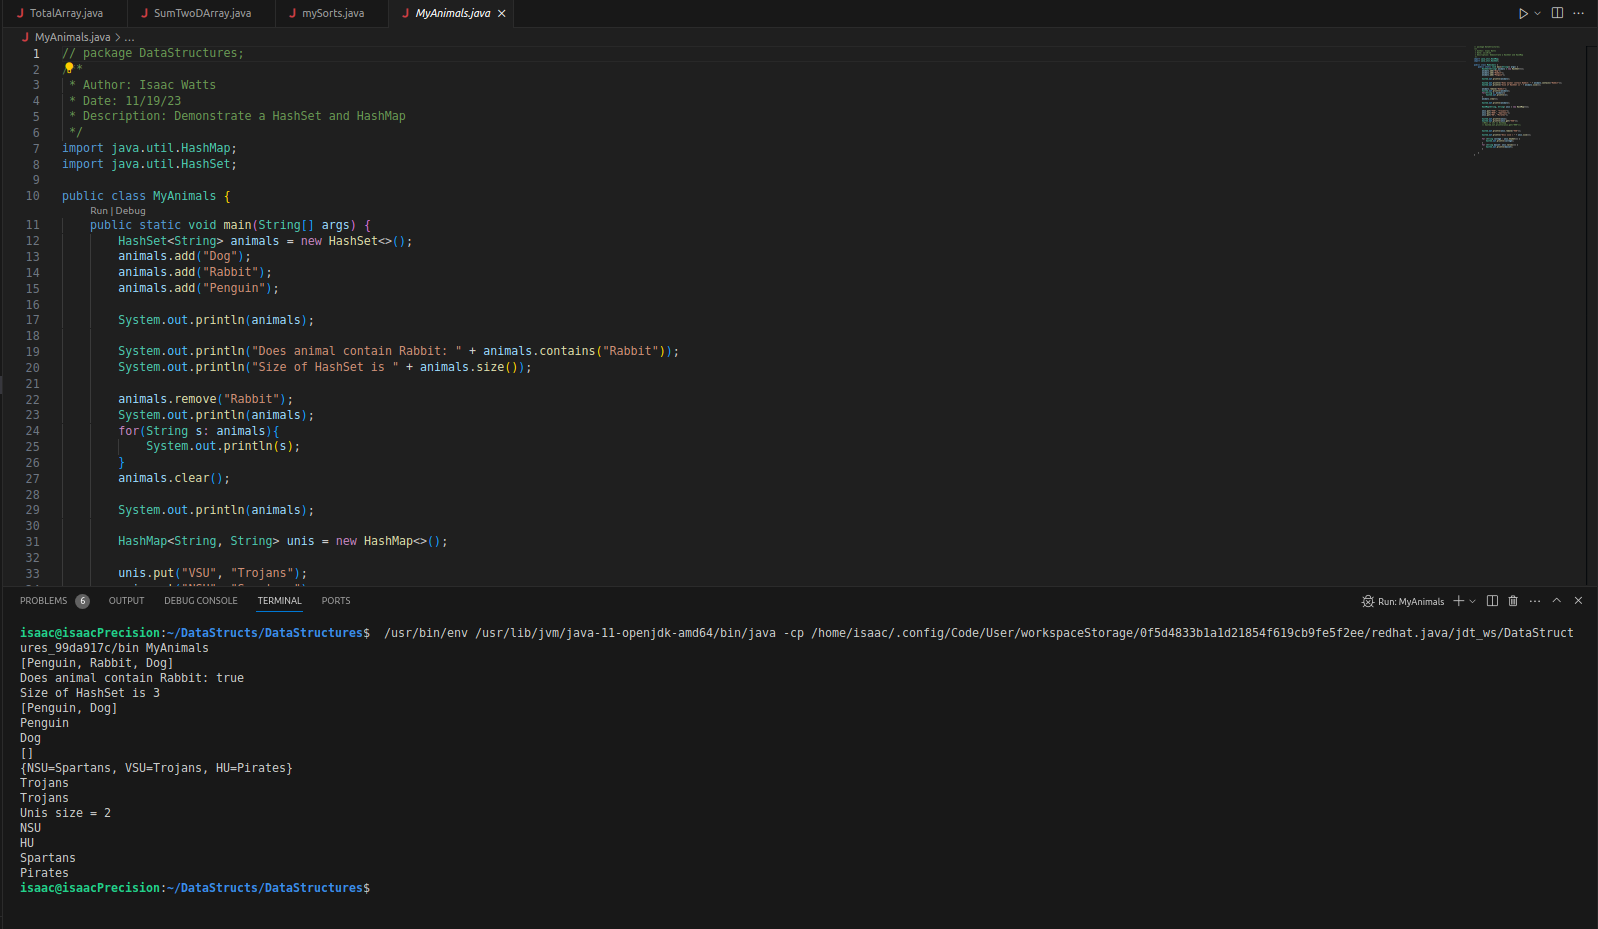 TotalArray.java SumTwoDArray.java mySorts.java MyAnimals.java
MyAnimals.java > ...
1 // package DataStructures;
2 /**
3 * Author: Isaac Watts
4 * Date: 11/19/23
5 * Description: Demonstrate a HashSet and HashMap
6 */
7 import java.util.HashMap;
8 import java.util.HashSet;
9
10 public class MyAnimals {
Run | Debug
11 public static void main(String[] args) {
12 HashSet<String> animals = new HashSet<>();
13 animals.add("Dog");
14 animals.add("Rabbit");
15 animals.add("Penguin");
16
17 System.out.println(animals);
18
19 System.out.println("Does animal contain Rabbit: " + animals.contains("Rabbit"));
20 System.out.println("Size of HashSet is " + animals.size());
21
22 animals.remove("Rabbit");
23 System.out.println(animals);
24 for(String s: animals){
25 System.out.println(s);
26 }
27 animals.clear();
28
29 System.out.println(animals);
30
31 HashMap<String, String> unis = new HashMap<>();
32
33 unis.put("VSU", "Trojans");
PROBLEMS 6 OUTPUT DEBUG CONSOLE TERMINAL PORTS Run: MyAnimals
isaac@isaacPrecision:~/DataStructs/DataStructures$ /usr/bin/env /usr/lib/jvm/java-11-openjdk-amd64/bin/java -cp /home/isaac/.config/Code/User/workspaceStorage/0f5d4833b1a1d21854f619cb9fe5f2ee/redhat.java/jdt_ws/DataStruct
ures_99da917c/bin MyAnimals
[Penguin, Rabbit, Dog]
Does animal contain Rabbit: true
Size of HashSet is 3
[Penguin, Dog]
Penguin
Dog
[]
{NSU=Spartans, VSU=Trojans, HU=Pirates}
Trojans
Trojans
Unis size = 2
NSU
HU
Spartans
Pirates
isaac@isaacPrecision:~/DataStructs/DataStructures$